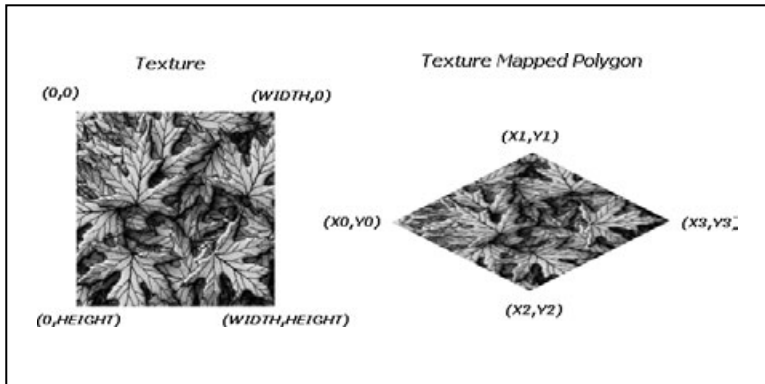 Texture
Texture Mapped Polygon
(0,0)
(WIDTH,0)
(X1,Y1)
(X0,Y0)
(X3,Y3)
(X2,Y2)
(0,HEIGHT)
(WIDTH,HEIGHT)